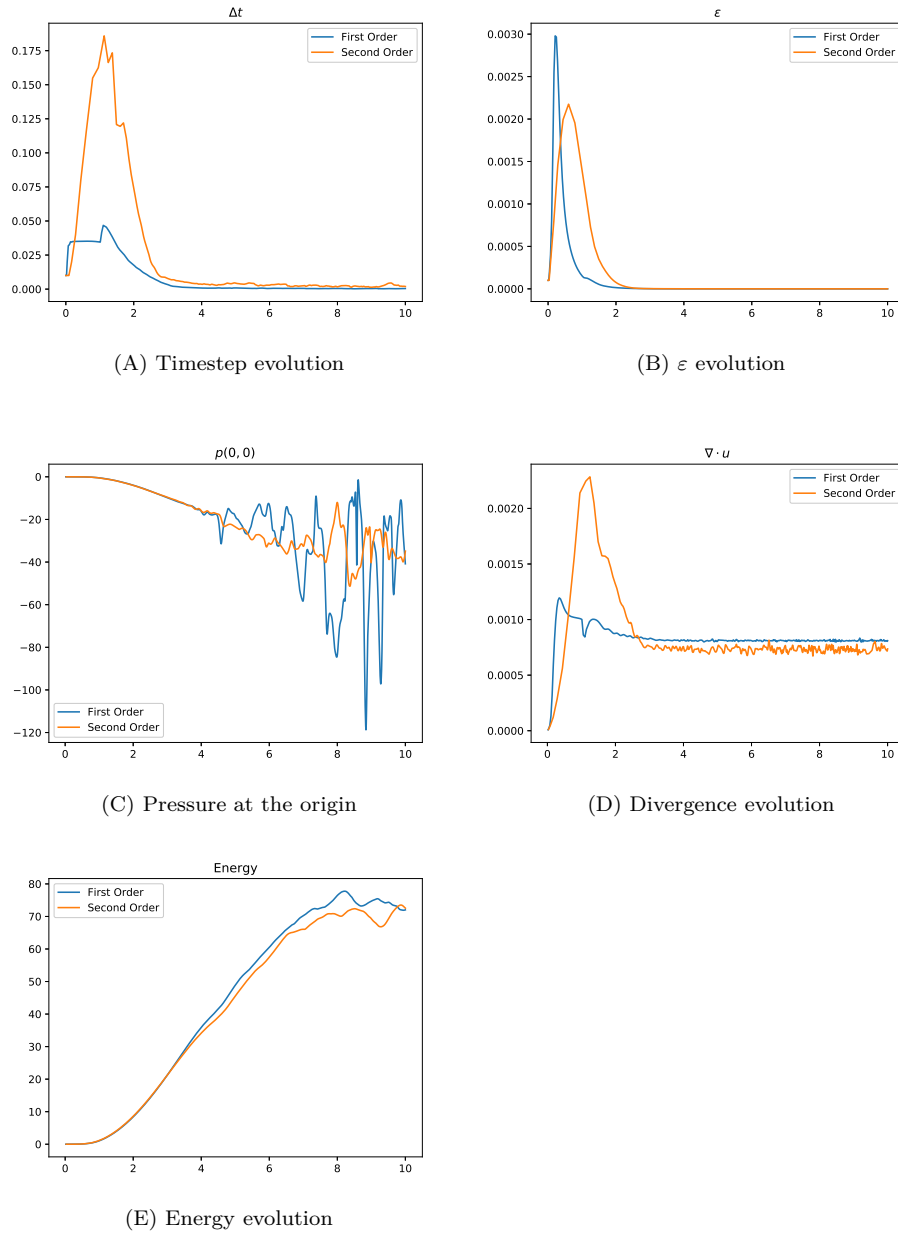 Δt
0.175
0.150
0.125
0.100
0.075
0.050
0.025
0.000
First Order
Second Order
0 2 4 6 8 10
(A) Timestep evolution
ε
0.0030
0.0025
0.0020
0.0015
0.0010
0.0005
0.0000
First Order
Second Order
0 2 4 6 8 10
(B) ε evolution
p(0, 0)
0
−20
−40
−60
−80
−100
−120
First Order
Second Order
0 2 4 6 8 10
(C) Pressure at the origin
∇ · u
0.0020
0.0015
0.0010
0.0005
0.0000
First Order
Second Order
0 2 4 6 8 10
(D) Divergence evolution
Energy
80
70
60
50
40
30
20
10
0
First Order
Second Order
0 2 4 6 8 10
(E) Energy evolution